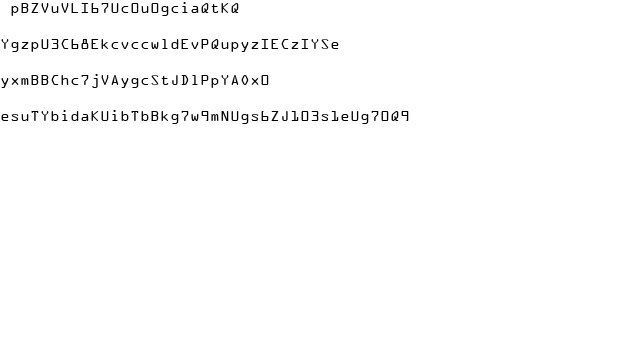 pBZVuVLI67UcOuOgciaQtKQ
YgzpU3C68EkcvccwldEvPQupyzIECzIYSe
yxmBBChc7jVAygcStJDlPpYA0xO
esuTYbidaKUibTbBkg7w9mNUgs6ZJ1O3s1eUg7OQ9